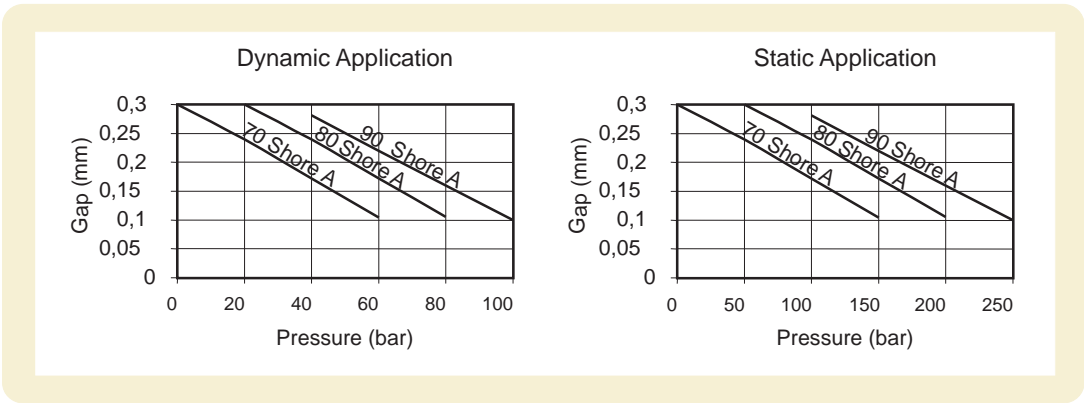 Dynamic Application
Gap (mm)
0,3
0,25
0,2
0,15
0,1
0,05
0
70 Shore A
80 Shore A
90 Shore A
0 20 40 60 80 100
Pressure (bar)
Static Application
Gap (mm)
0,3
0,25
0,2
0,15
0,1
0,05
0
70 Shore A
80 Shore A
90 Shore A
0 50 100 150 200 250
Pressure (bar)